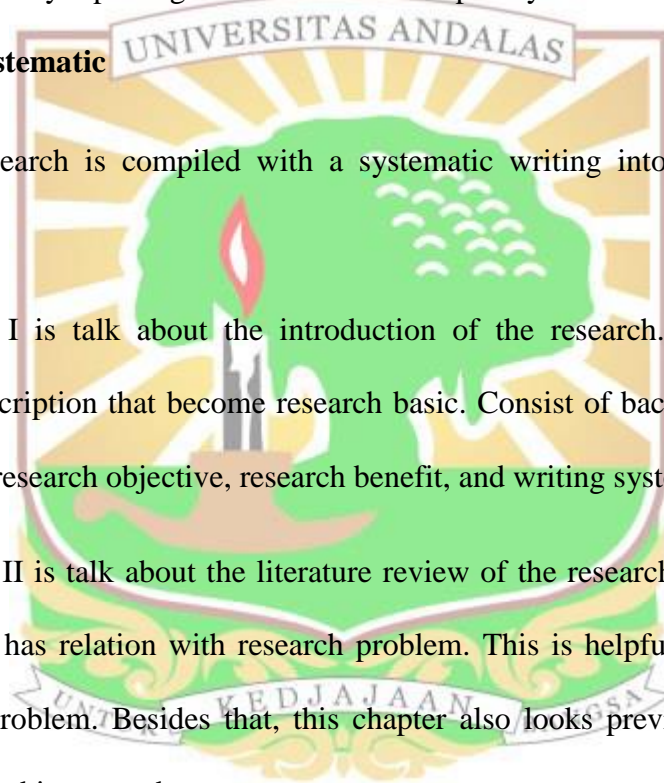 UNIVERSITAS ANDALAS
stematic
earch is compiled with a systematic writing into
I is talk about the introduction of the research.
cription that become research basic. Consist of bac
research objective, research benefit, and writing syst
II is talk about the literature review of the research
has relation with research problem. This is helpfu
roblem. Besides that, this chapter also looks previ
UNTUK KEDJAJAAN BANGSA